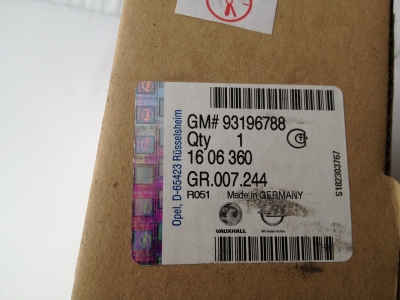 GM# 93196788
Qty 1
16 06 360
GR.007.244
R051 Made in GERMANY
VAUXHALL
Opel, D-65423 Rüsselsheim
S182303767